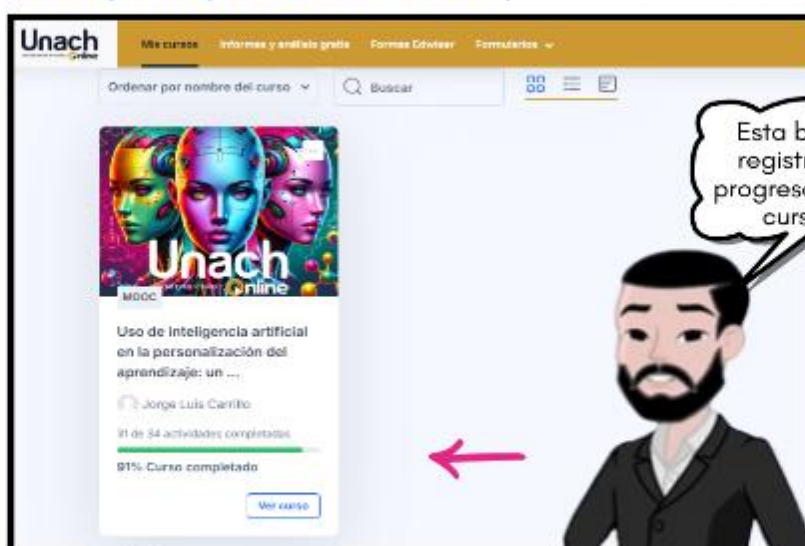 Unach
Online
Mis cursos Informes y análisis gratis Formas Edwiser Formularios
Ordenar por nombre del curso
Buscar
Esta b
registr
progreso
curs
Unach
Online
MOOC
Uso de inteligencia artificial
en la personalización del
aprendizaje: un ...
Jorge Luis Carrillo
31 de 34 actividades completadas
91% Curso completado
Ver curso